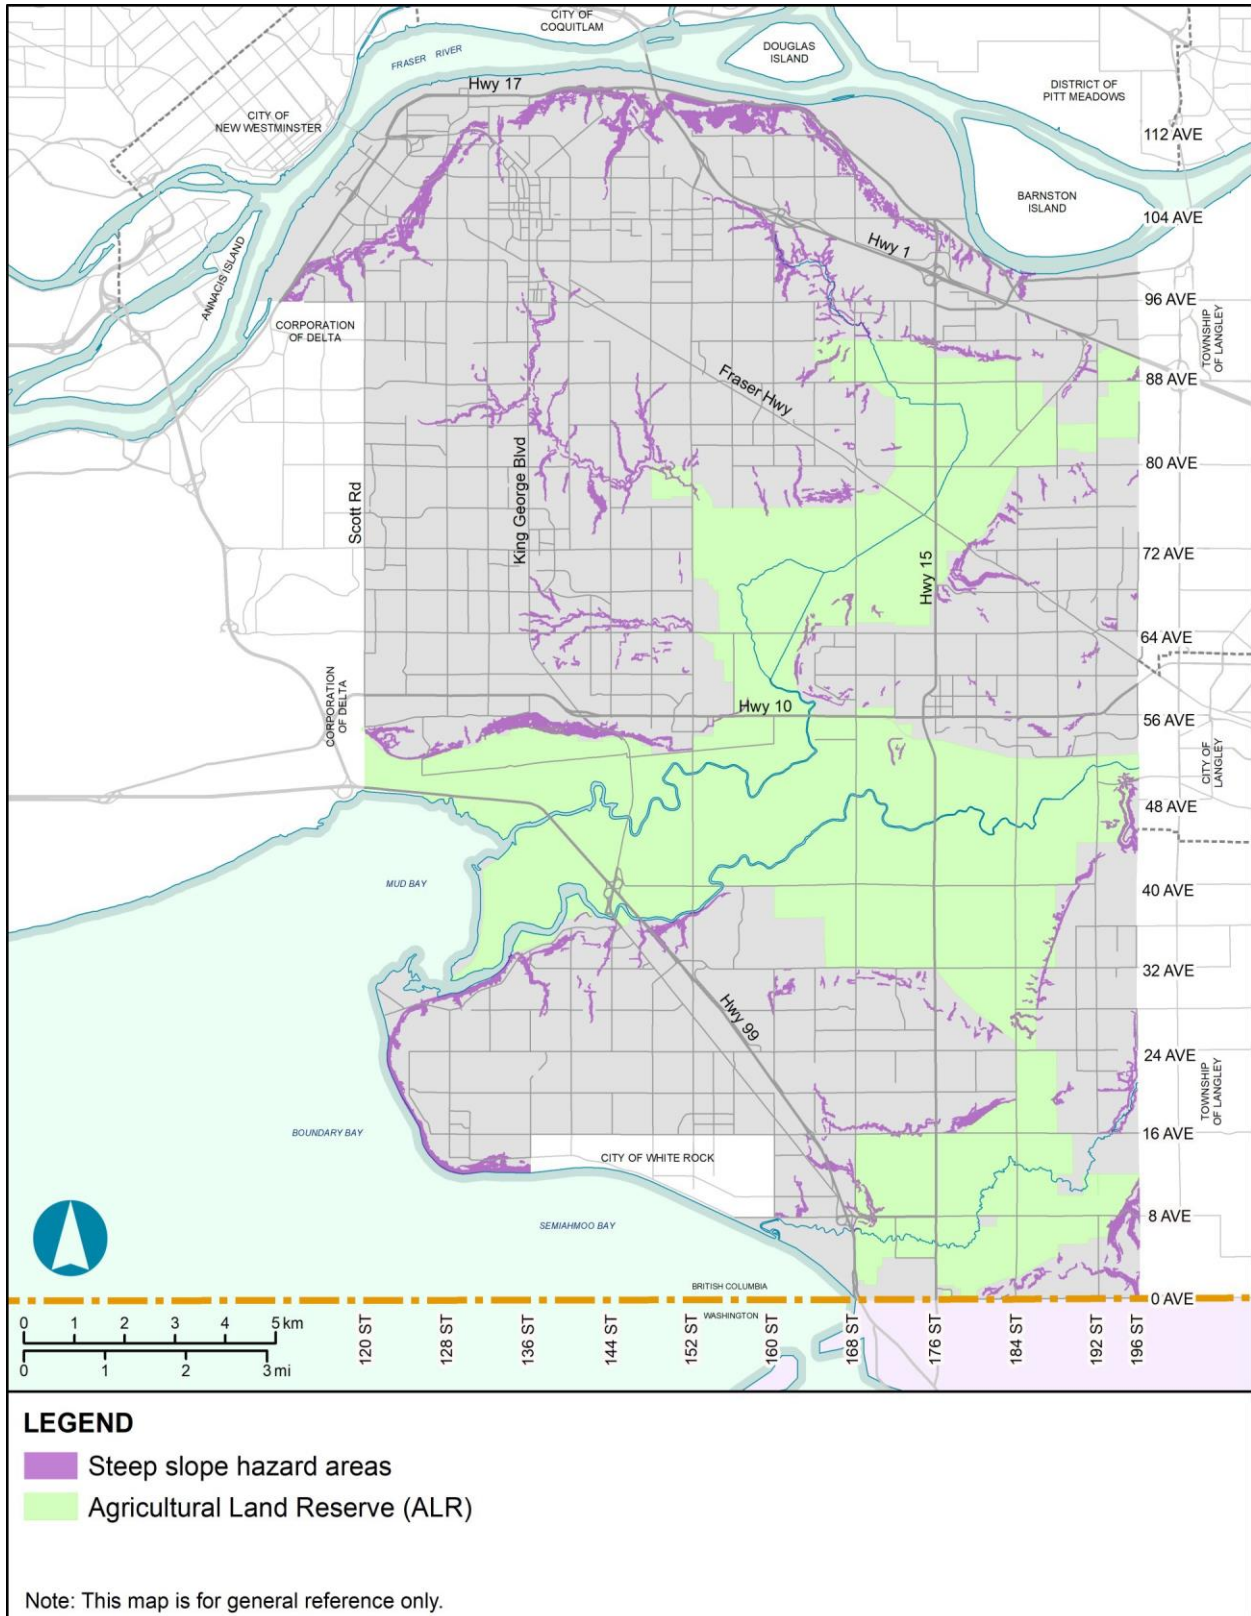 CITY OF
COQUITLAM
FRASER RIVER
DOUGLAS
ISLAND
Hwy 17
DISTRICT OF
PITT MEADOWS
CITY OF
NEW WESTMINSTER
112 AVE
BARNSTON
ISLAND
104 AVE
Hwy 1
ANNACIS ISLAND
96 AVE
CORPORATION
OF DELTA
TOWNSHIP
OF LANGLEY
88 AVE
Fraser Hwy
King George Blvd
80 AVE
Scott Rd
72 AVE
Hwy 15
64 AVE
CORPORATION
OF DELTA
Hwy 10
56 AVE
CITY OF
LANGLEY
48 AVE
MUD BAY
40 AVE
32 AVE
Hwy 99
24 AVE
TOWNSHIP
OF LANGLEY
BOUNDARY BAY
16 AVE
CITY OF WHITE ROCK
8 AVE
SEMIAHMOO BAY
BRITISH COLUMBIA
0 AVE
WASHINGTON
0 1 2 3 4 5 km
0 1 2 3 mi
120 ST
128 ST
136 ST
144 ST
152 ST
160 ST
168 ST
176 ST
184 ST
192 ST
196 ST
LEGEND
Steep slope hazard areas
Agricultural Land Reserve (ALR)
Note: This map is for general reference only.